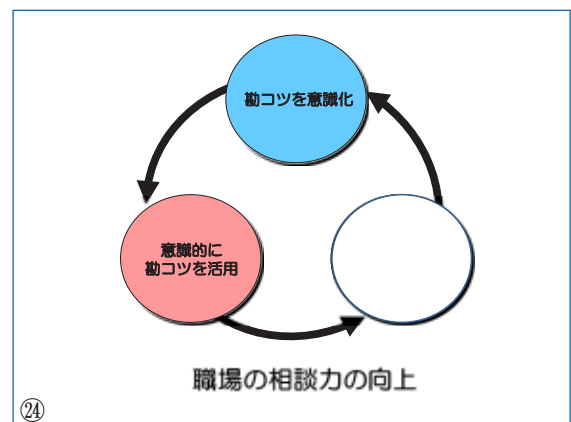 勘コツを意識化
意識的に
勘コツを活用
職場の相談力の向上
㉔